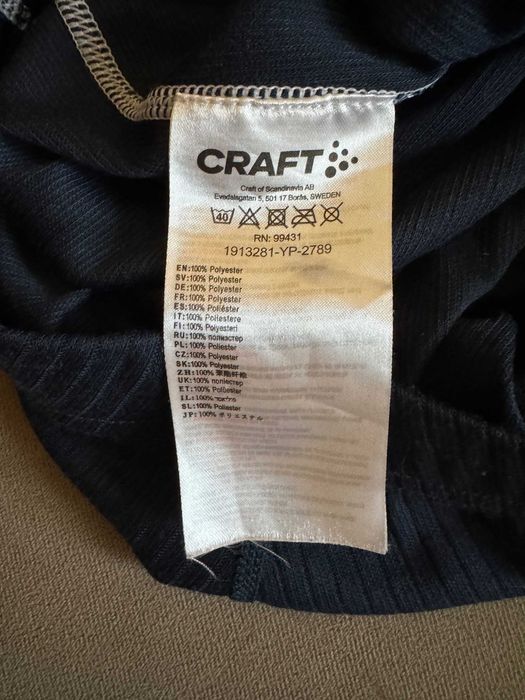 CRAFT
Craft of Scandinavia AB
Evedalsgatan 5, 501 17 Borås, SWEDEN
40
RN: 99431
1913281-YP-2789
EN:100% Polyester
SV:100% Polyester
DE:100% Polyester
FR:100% Polyester
ES:100% Poliéster
IT:100% Poliestere
FI:100% Polyesteri
RU:100% полиэстер
PL:100% Poliester
CZ:100% Polyester
SK:100% Polyester
ZH:100% 聚酯纤维
UK:100% поліестер
ET:100% Polüester
IL:100%
SL:100% Poliester
JP:100% ポリエステル